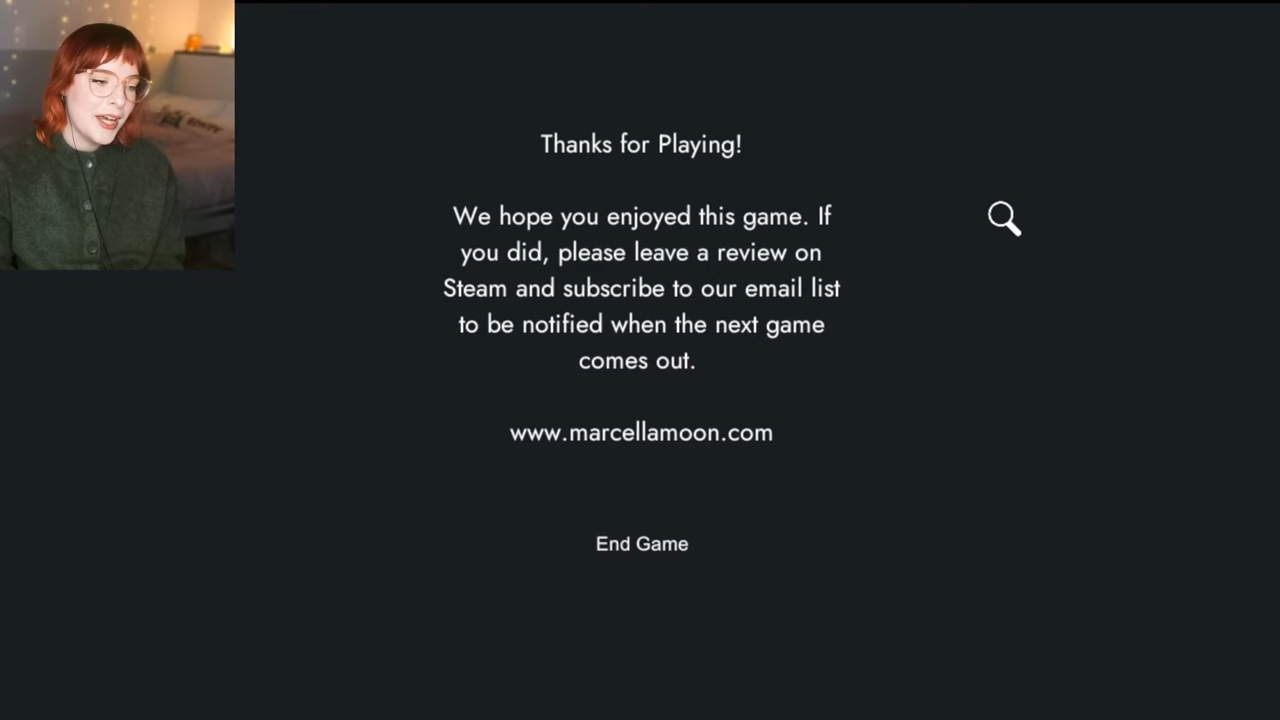 Thanks for Playing!
We hope you enjoyed this game. If
you did, please leave a review on
Steam and subscribe to our email list
to be notified when the next game
comes out.
www.marcellamoon.com
End Game